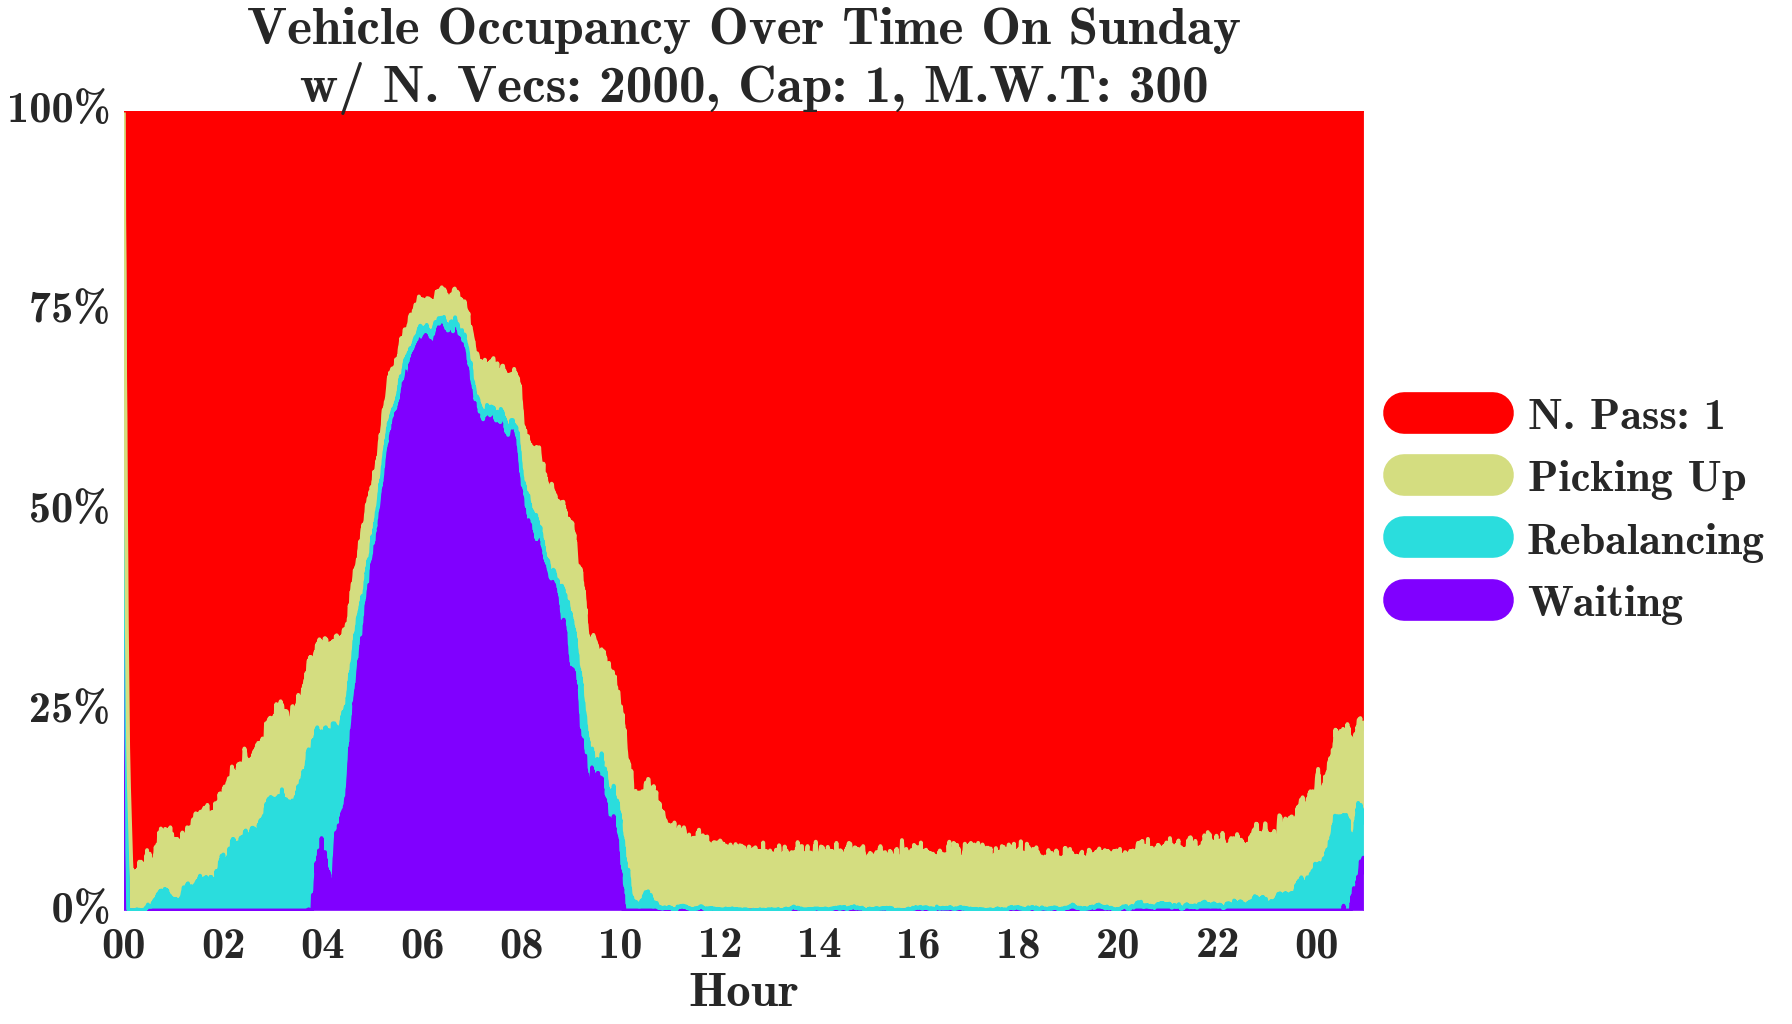 Vehicle Occupancy Over Time On Sunday
w/ N. Vecs: 2000, Cap: 1, M.W.T: 300
100%
75%
50%
25%
0%
00 02 04 06 08 10 12 14 16 18 20 22 00
Hour
N. Pass: 1
Picking Up
Rebalancing
Waiting